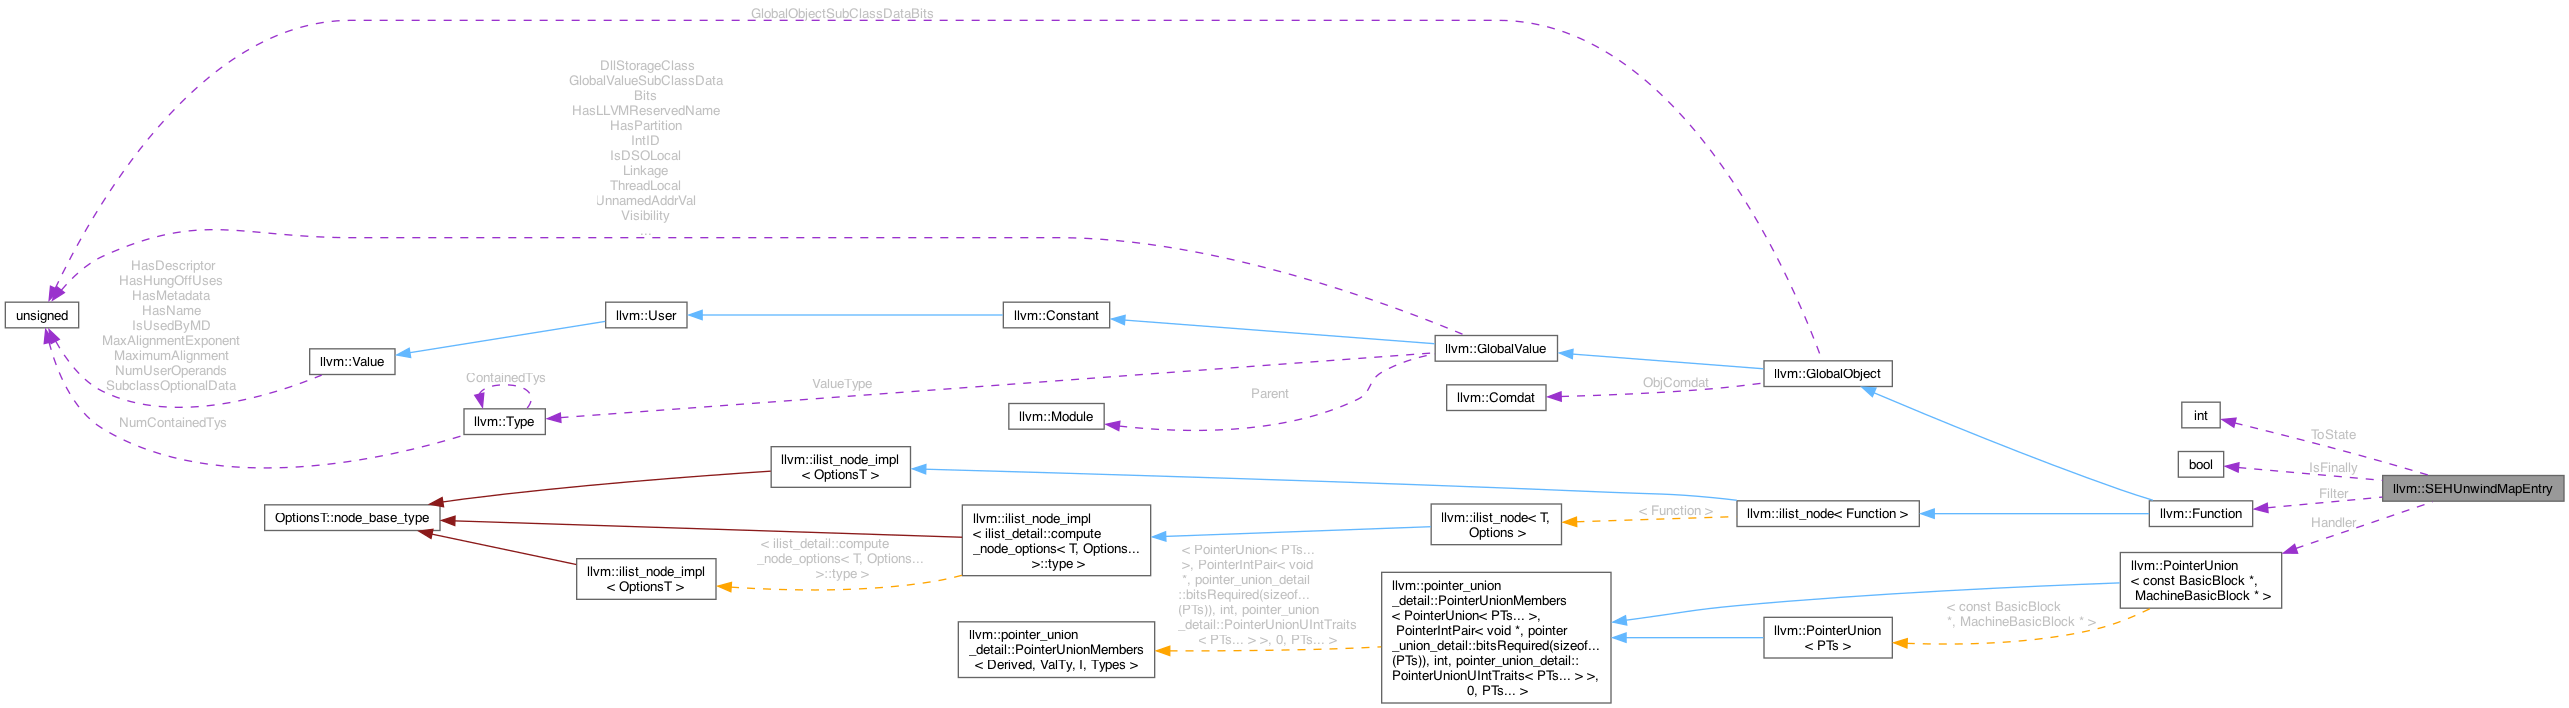 GlobalObjectSubClassDataBits
DllStorageClass
GlobalValueSubClassData
Bits
HasLLVMReservedName
HasPartition
IntID
IsDSOLocal
Linkage
ThreadLocal
UnnamedAddrVal
Visibility
...
HasDescriptor
HasHungOffUses
HasMetadata
HasName
IsUsedByMD
MaxAlignmentExponent
MaximumAlignment
NumUserOperands
SubclassOptionalData
unsigned
llvm::User
llvm::Constant
llvm::Value
llvm::GlobalValue
ContainedTys
ValueType
Parent
llvm::GlobalObject
ObjComdat
llvm::Comdat
llvm::Module
llvm::Type
NumContainedTys
int
ToState
bool
IsFinally
llvm::SEHUnwindMapEntry
Filter
Handler
llvm::Function
llvm::ilist_node< Function >
< Function >
llvm::ilist_node< T,
Options >
llvm::ilist_node_impl
< OptionsT >
OptionsT::node_base_type
llvm::ilist_node_impl
< ilist_detail::compute
_node_options< T, Options...
>::type >
< ilist_detail::compute
_node_options< T, Options...
>::type >
llvm::ilist_node_impl
< OptionsT >
< PointerUnion< PTs...
>, PointerIntPair< void
*, pointer_union_detail
::bitsRequired(sizeof...
(PTs)), int, pointer_union
_detail::PointerUnionUIntTraits
< PTs... > >, 0, PTs... >
llvm::pointer_union
_detail::PointerUnionMembers
< Derived, ValTy, I, Types >
llvm::pointer_union
_detail::PointerUnionMembers
< PointerUnion< PTs... >,
PointerIntPair< void *, pointer
_union_detail::bitsRequired(sizeof...
(PTs)), int, pointer_union_detail::
PointerUnionUIntTraits< PTs... > >,
0, PTs... >
llvm::PointerUnion
< PTs >
< const BasicBlock
*, MachineBasicBlock * >
llvm::PointerUnion
< const BasicBlock *,
MachineBasicBlock * >